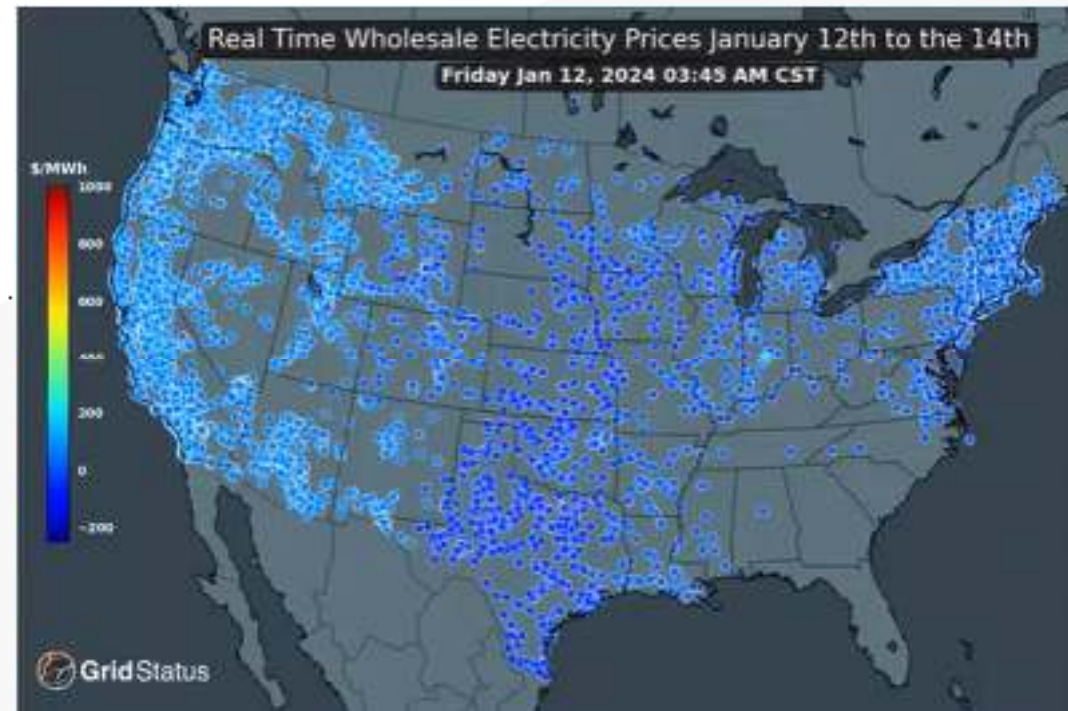 Real Time Wholesale Electricity Prices January 12th to the 14th
Friday Jan 12, 2024 03:45 AM CST
$/MWh
1000
800
600
200
0
−200
GridStatus